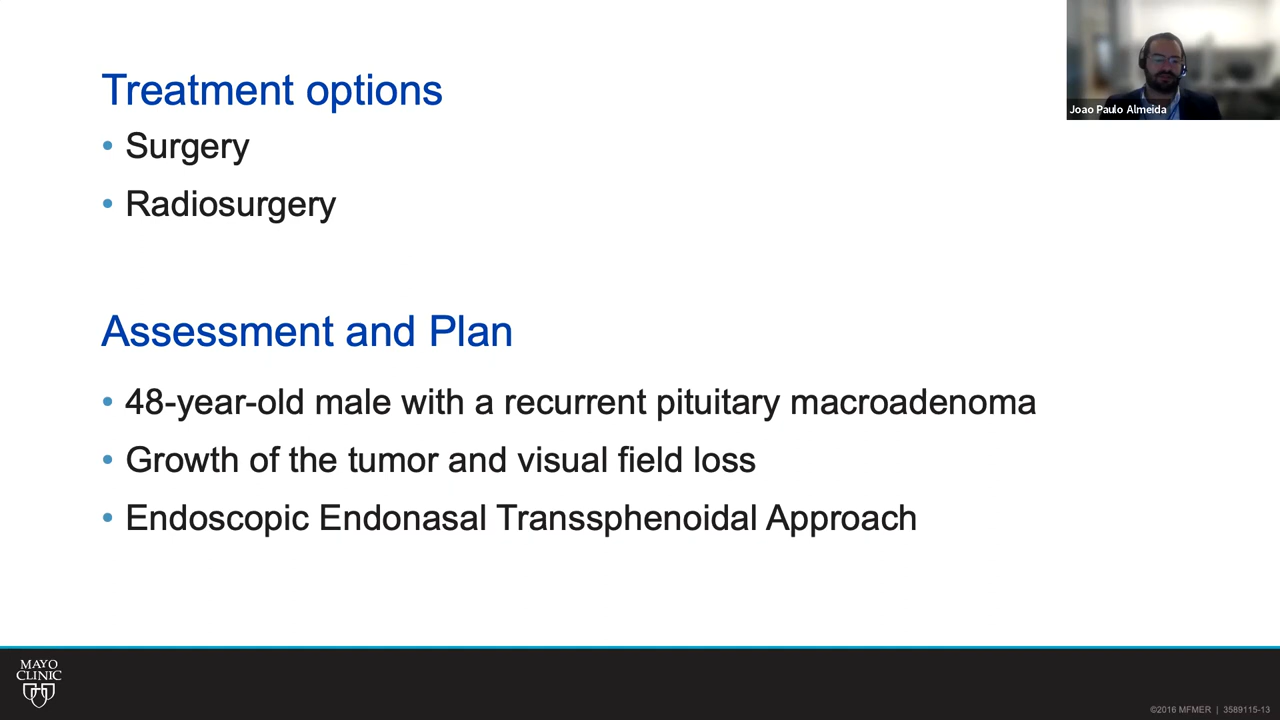 Treatment options
• Surgery
• Radiosurgery
Joao Paulo Almeida
Assessment and Plan
• 48-year-old male with a recurrent pituitary macroadenoma
• Growth of the tumor and visual field loss
• Endoscopic Endonasal Transsphenoidal Approach
MAYO
CLINIC
©2016 MFMER | 3589115-13